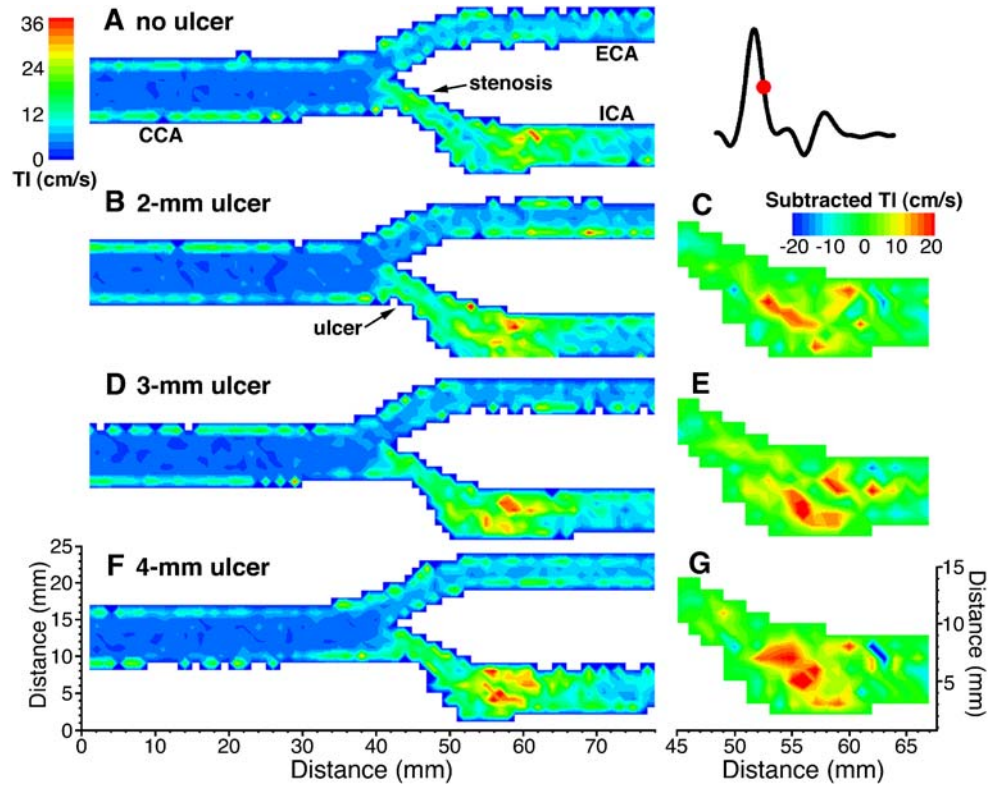 36
24
12
0
TI (cm/s)
A no ulcer
CCA
ECA
stenosis
ICA
B 2-mm ulcer
ulcer
C
Subtracted TI (cm/s)
-20 -10 0 10 20
D 3-mm ulcer
E
F 4-mm ulcer
G
25
20
15
10
5
0
Distance (mm)
0 10 20 30 40 50 60 70
Distance (mm)
15
10
5
Distance (mm)
45 50 55 60 65
Distance (mm)